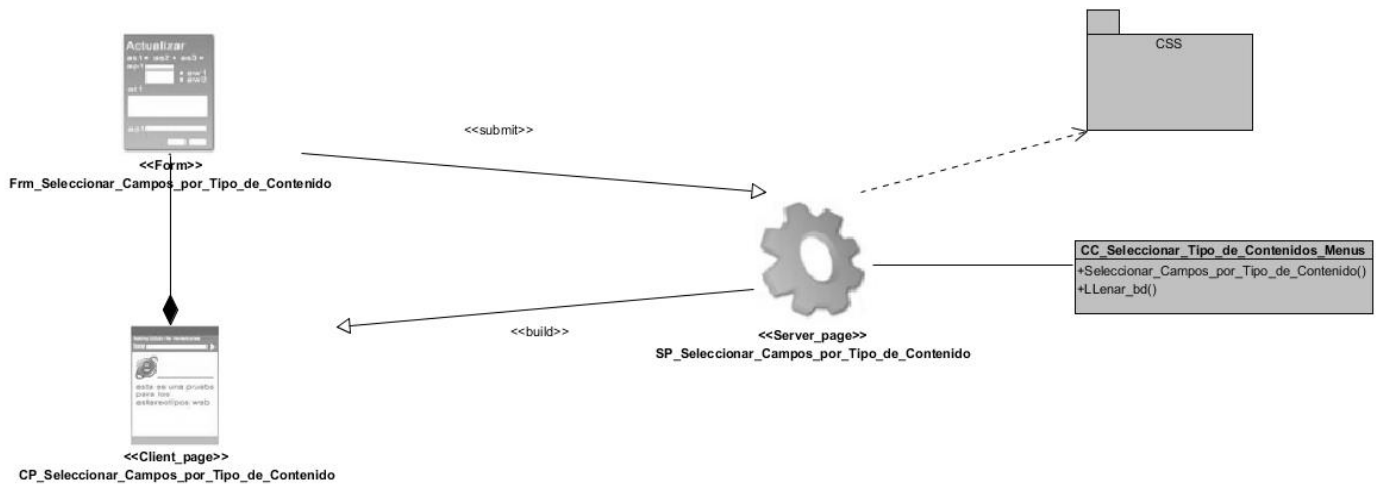 Actualizar
CSS
<<submit>>
<<Form>>
Frm_Seleccionar_Campos_por_Tipo_de_Contenido
CC_Seleccionar_Tipo_de_Contenidos_Menus
+Seleccionar_Campos_por_Tipo_de_Contenido()
+LLenar_bd()
<<build>>
<<Server_page>>
SP_Seleccionar_Campos_por_Tipo_de_Contenido
este es una prueba
para los
estereotipos web
<<Client_page>>
CP_Seleccionar_Campos_por_Tipo_de_Contenido